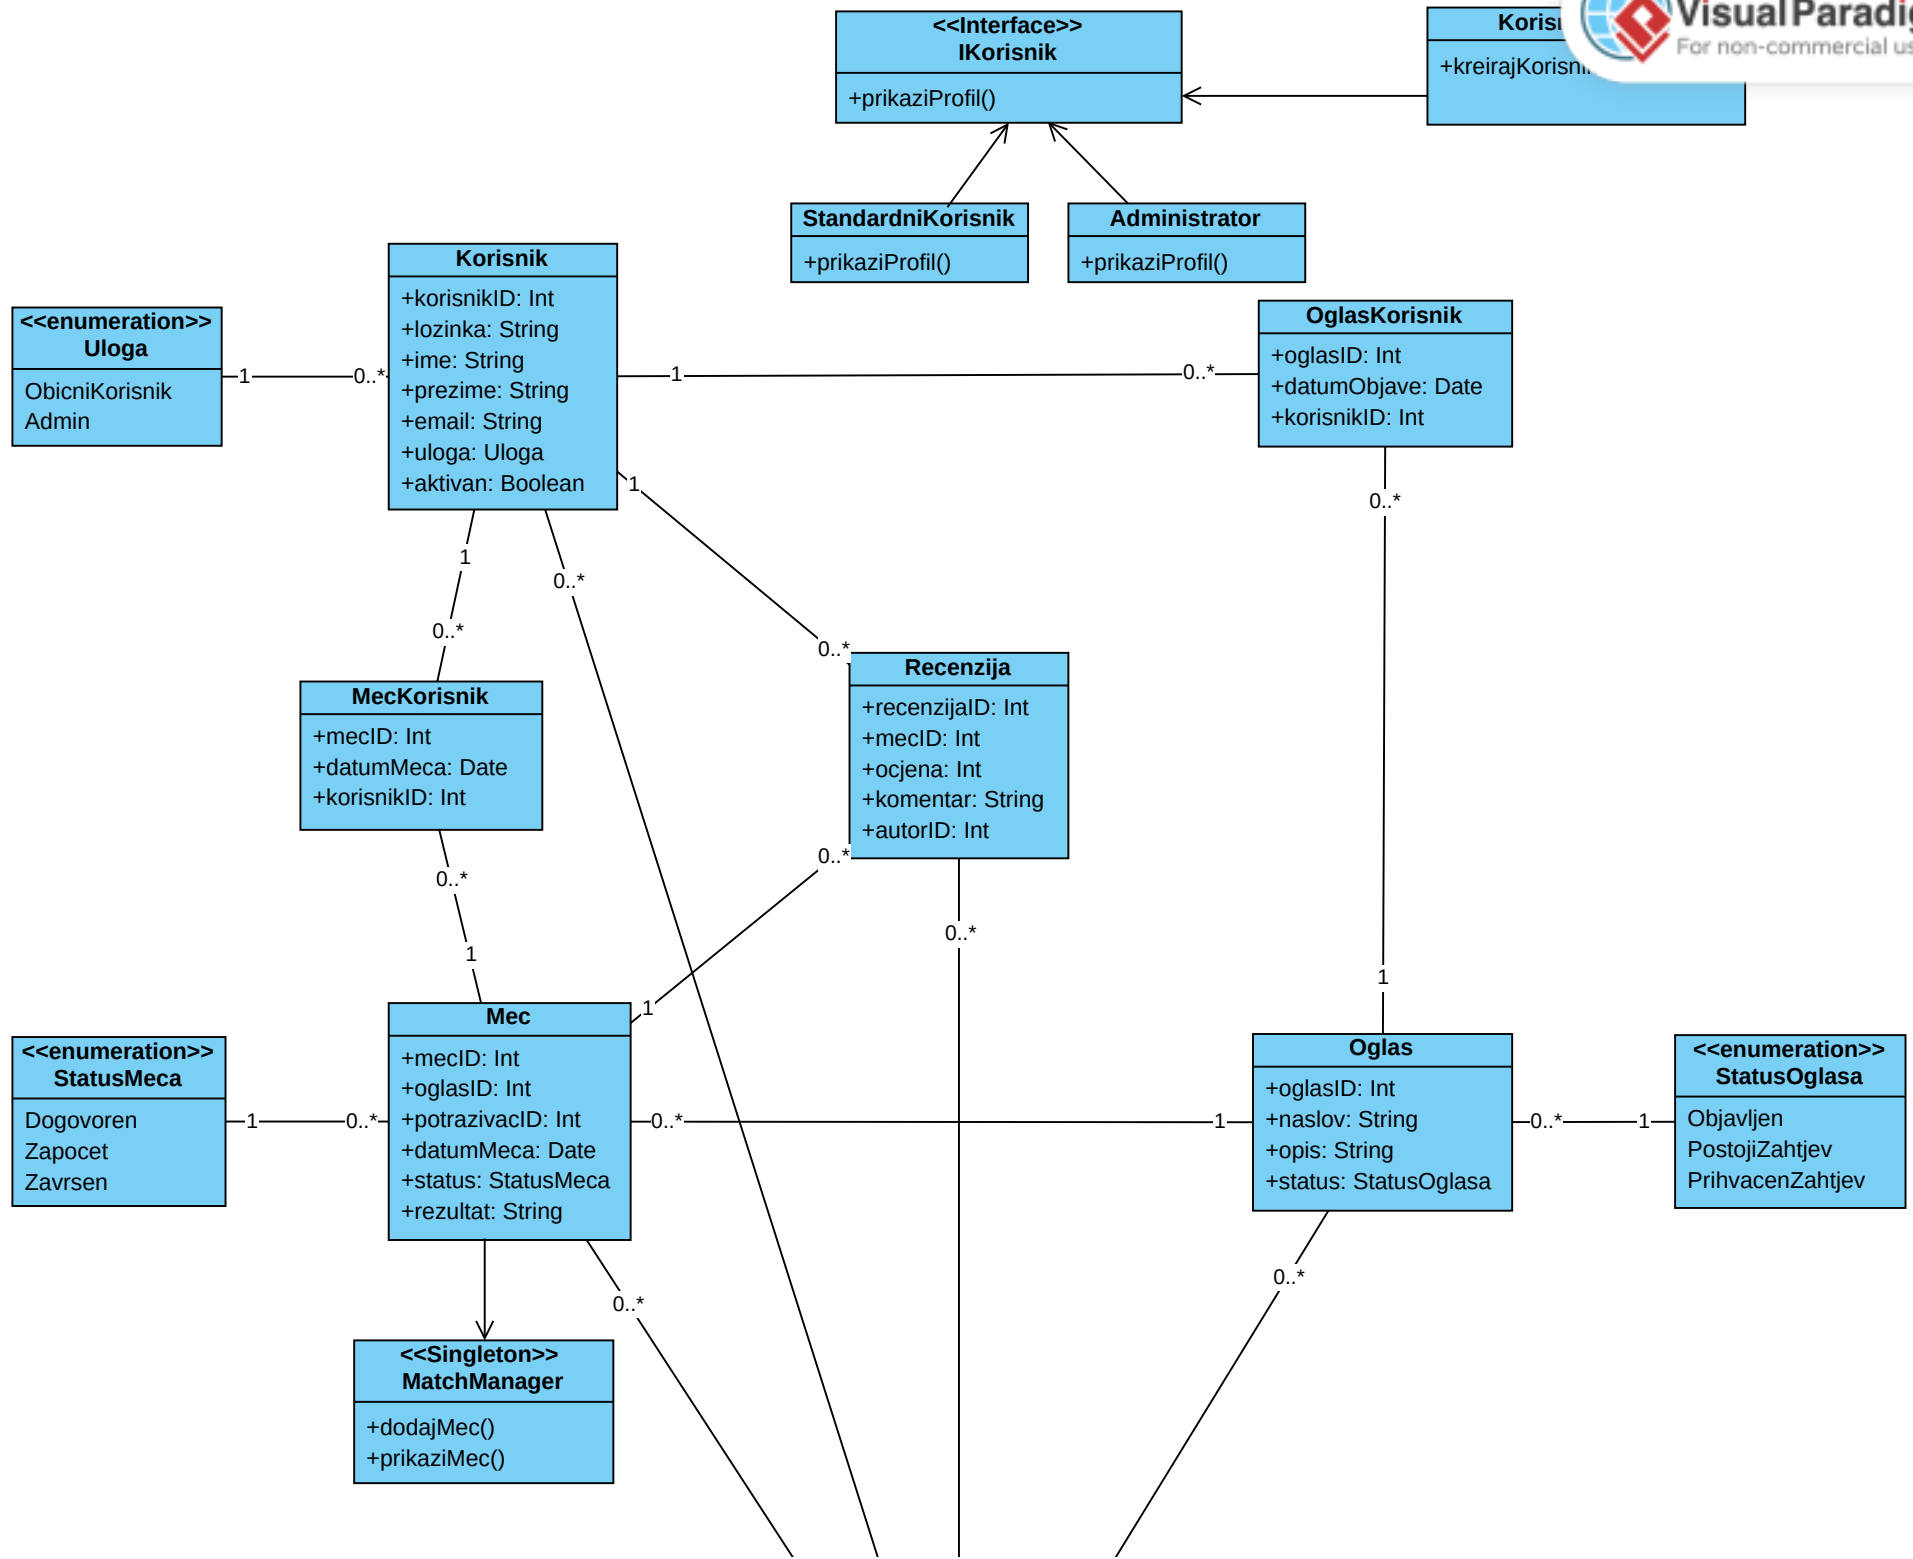 <<Interface>>
IKorisnik
+prikaziProfil()
VisualParadig
For non-commercial us
StandardniKorisnik
+prikaziProfil()
Administrator
+prikaziProfil()
Korisnik
+korisnikID: Int
+lozinka: String
+ime: String
+prezime: String
+email: String
+uloga: Uloga
+aktivan: Boolean
<<enumeration>>
Uloga
ObicniKorisnik
Admin
1
0..*
1
0..*
OglasKorisnik
+oglasID: Int
+datumObjave: Date
+korisnikID: Int
1
0..*
1
0..*
0..*
0..*
MecKorisnik
+mecID: Int
+datumMeca: Date
+korisnikID: Int
Recenzija
+recenzijaID: Int
+mecID: Int
+ocjena: Int
+komentar: String
+autorID: Int
0..*
1
0..*
1
0..*
1
<<enumeration>>
StatusMeca
Dogovoren
Zapocet
Zavrsen
1
0..*
Mec
+mecID: Int
+oglasID: Int
+potrazivacID: Int
+datumMeca: Date
+status: StatusMeca
+rezultat: String
0..*
1
Oglas
+oglasID: Int
+naslov: String
+opis: String
+status: StatusOglasa
0..*
1
<<enumeration>>
StatusOglasa
Objavljen
PostojiZahtjev
PrihvacenZahtjev
0..*
0..*
<<Singleton>>
MatchManager
+dodajMec()
+prikaziMec()